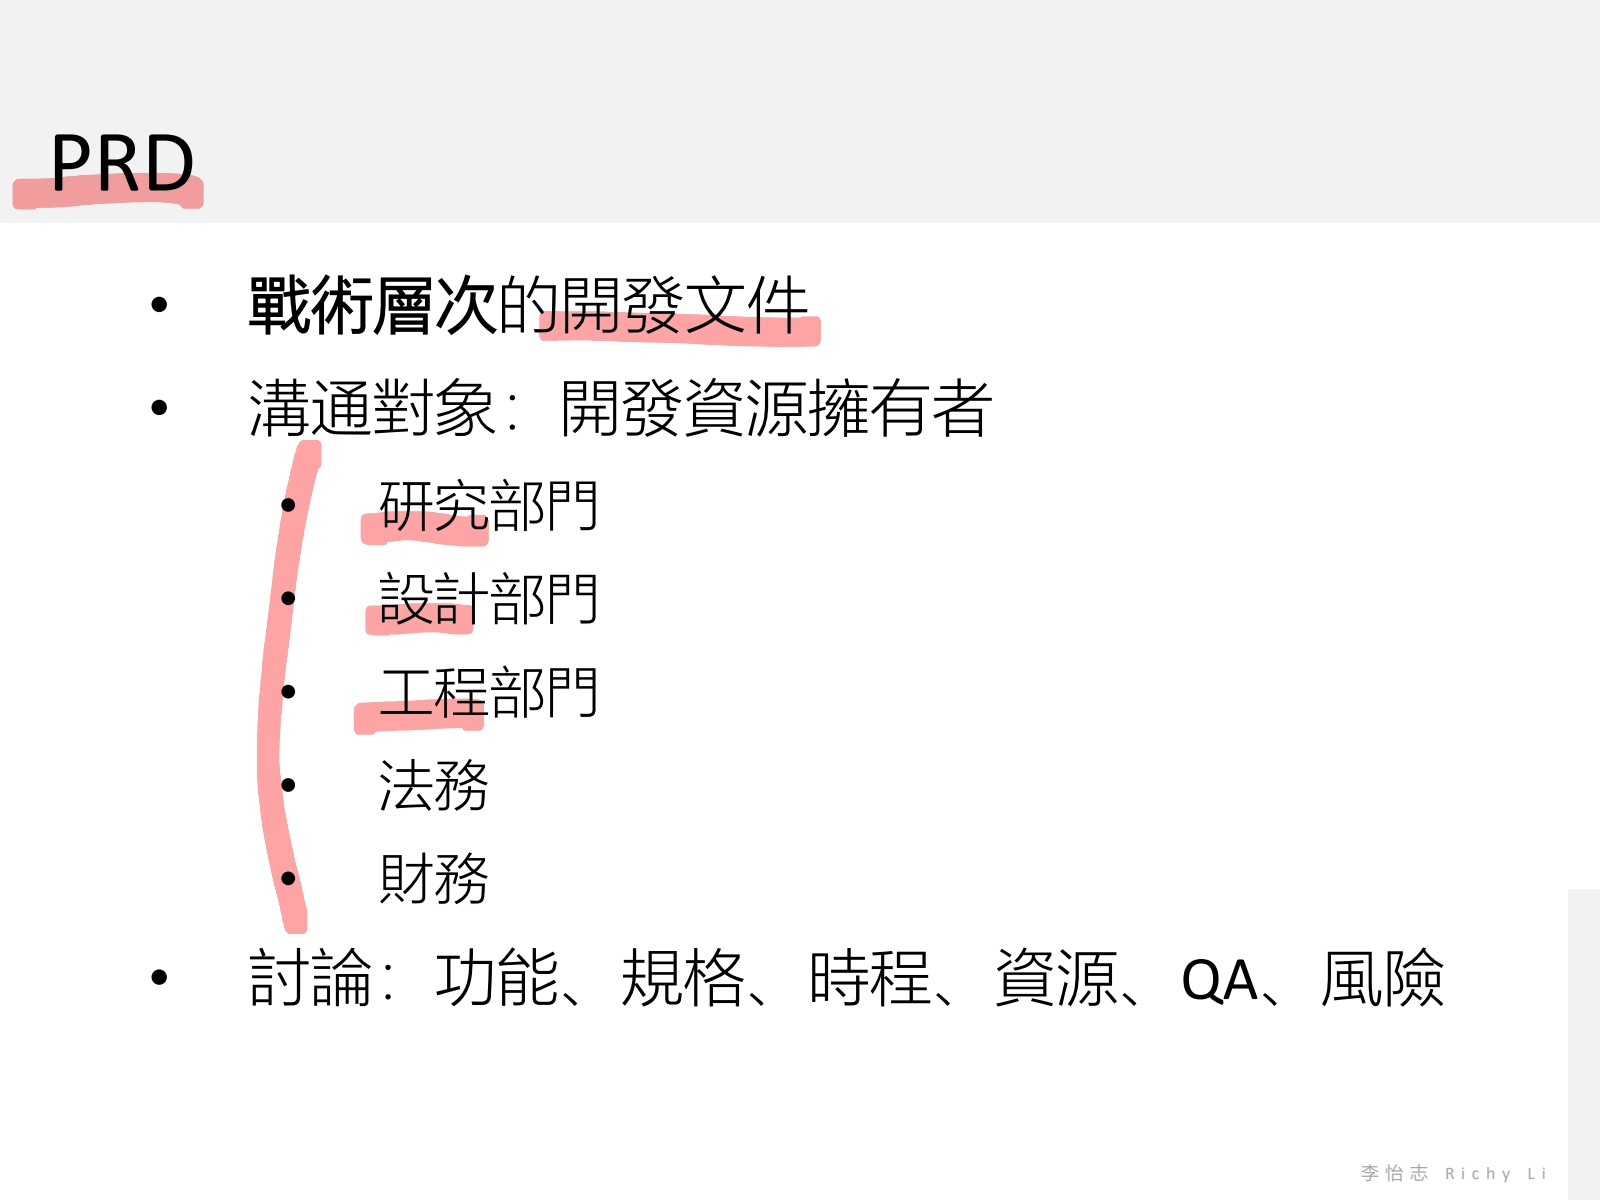 PRD
• 戰術層次的開發文件
• 溝通對象：開發資源擁有者
• 研究部門
• 設計部門
• 工程部門
• 法務
• 財務
• 討論：功能、規格、時程、資源、QA、風險
李怡志 Richy Li